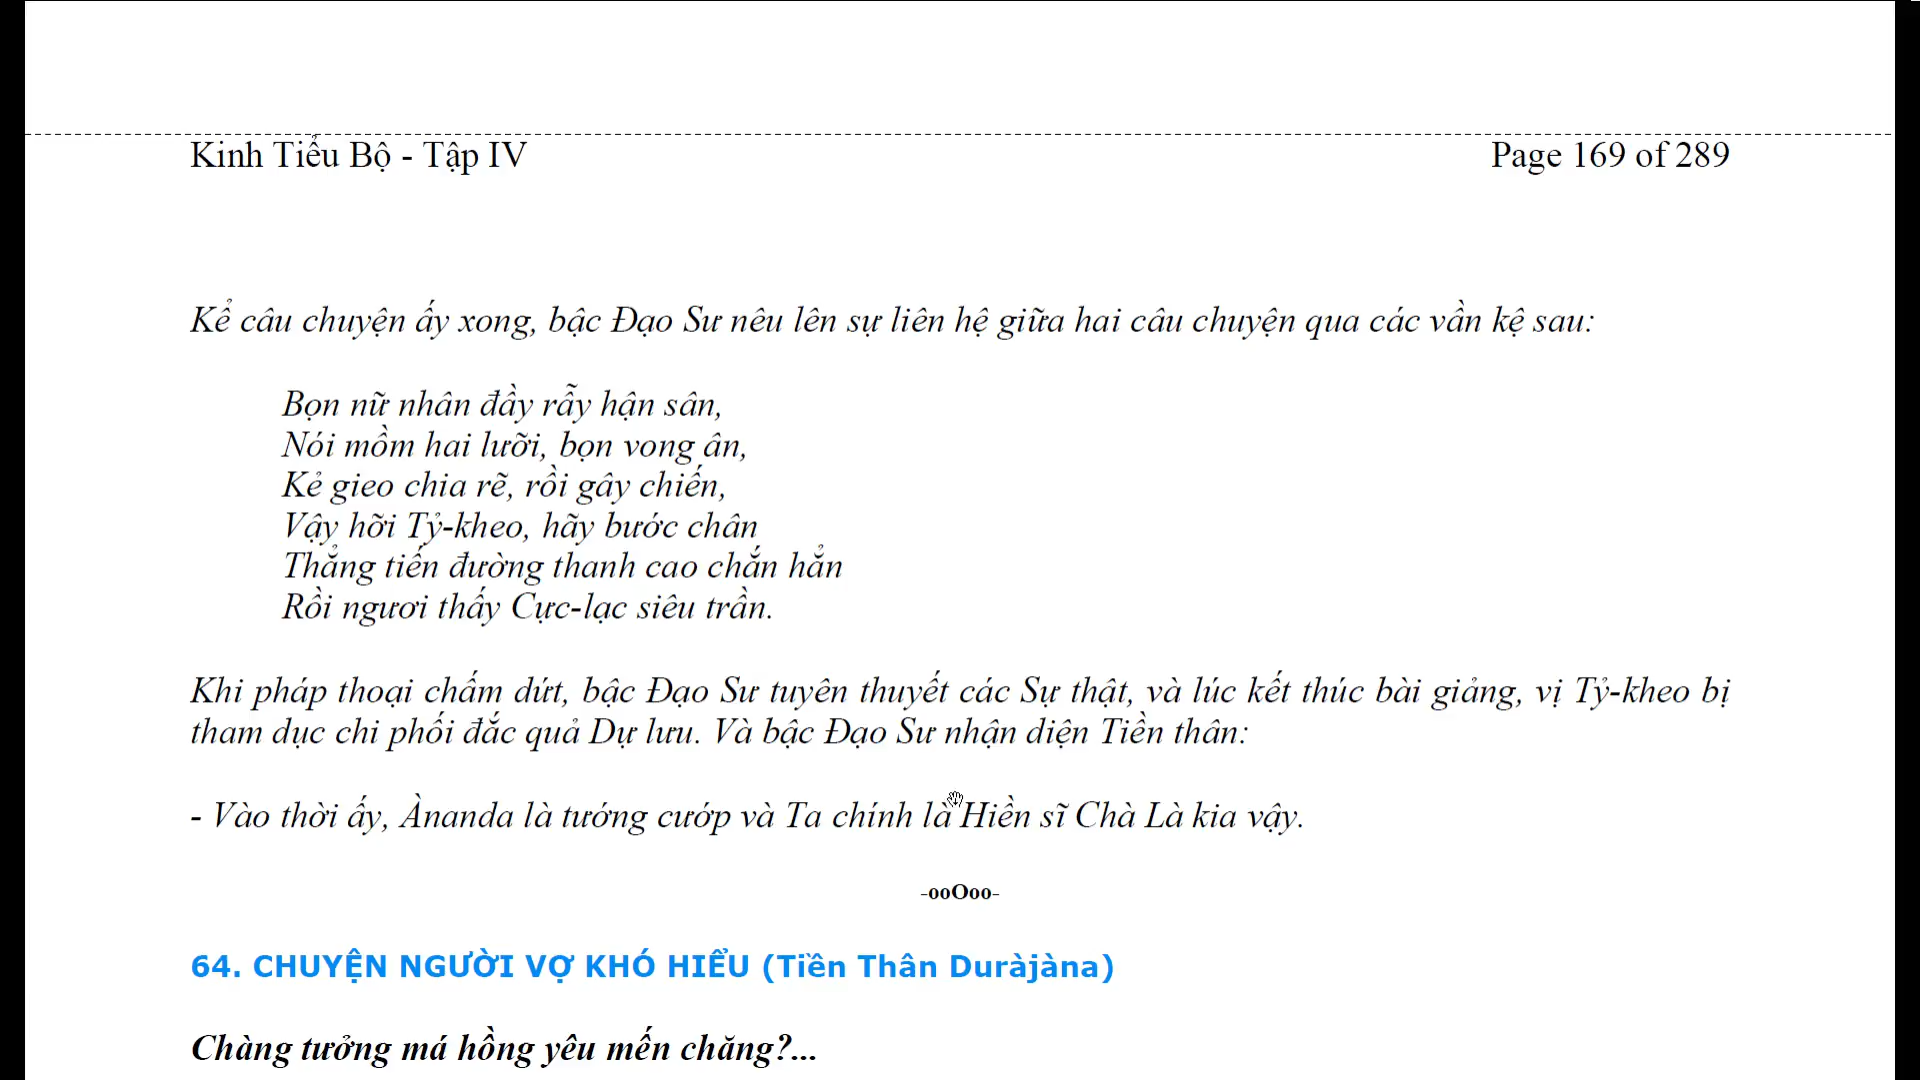 Kinh Tiểu Bộ - Tập IV Page 169 of 289
Kể câu chuyện ấy xong, bậc Đạo Sư nêu lên sự liên hệ giữa hai câu chuyện qua các vần kệ sau:
Bọn nữ nhân đầy rẫy hận sân,
Nói mồm hai lưỡi, bọn vong ân,
Kẻ gieo chia rẽ, rồi gây chiến,
Vậy hỡi Tỷ-kheo, hãy bước chân
Thẳng tiến đường thanh cao chắn hẳn
Rồi ngươi thấy Cực-lạc siêu trần.
Khi pháp thoại chấm dứt, bậc Đạo Sư tuyên thuyết các Sự thật, và lúc kết thúc bài giảng, vị Tỷ-kheo bị
tham dục chi phối đắc quả Dự lưu. Và bậc Đạo Sư nhận diện Tiền thân:
- Vào thời ấy, Ànanda là tướng cướp và Ta chính là Hiền sĩ Chà Là kia vậy.
-ooOoo-
64. CHUYỆN NGƯỜI VỢ KHÓ HIỂU (Tiền Thân Duràjàna)
Chàng tưởng má hồng yêu mến chăng?...